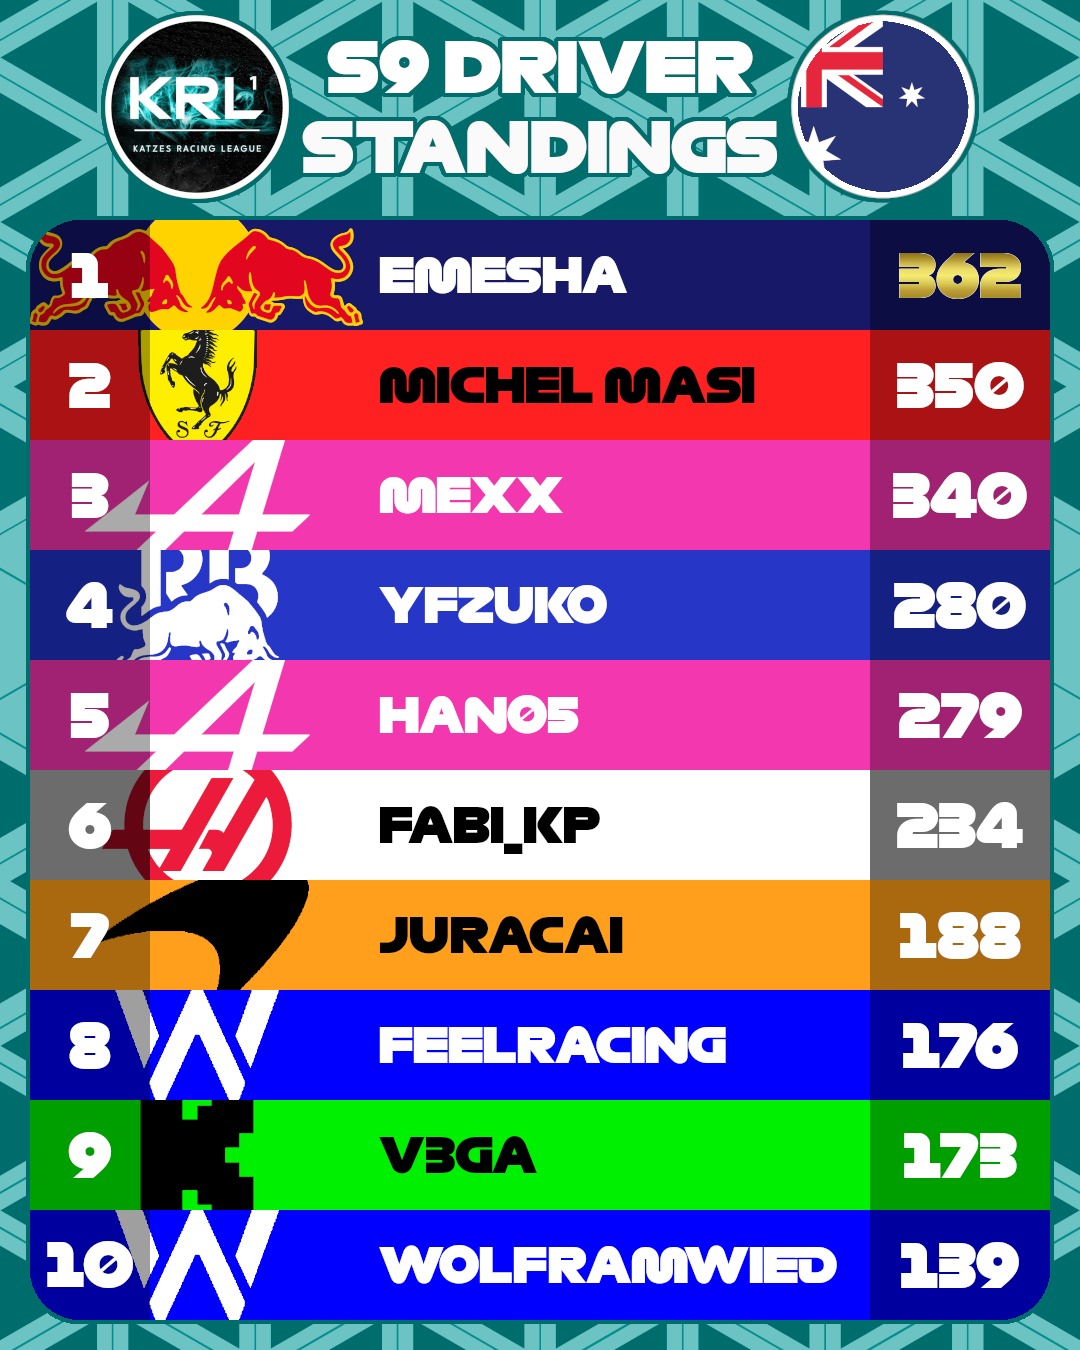 KRL1
KATZES RACING LEAGUE
S9 DRIVER
STANDINGS
1 EMESHA 362
S F
2 MICHEL MASI 350
3 MEXX 340
RB
4 YFZUKO 280
5 HAN05 279
6 FABI_KP 234
7 JURACAI 188
8 FEELRACING 176
9 V3GA 173
10 WOLFRAMWIED 139